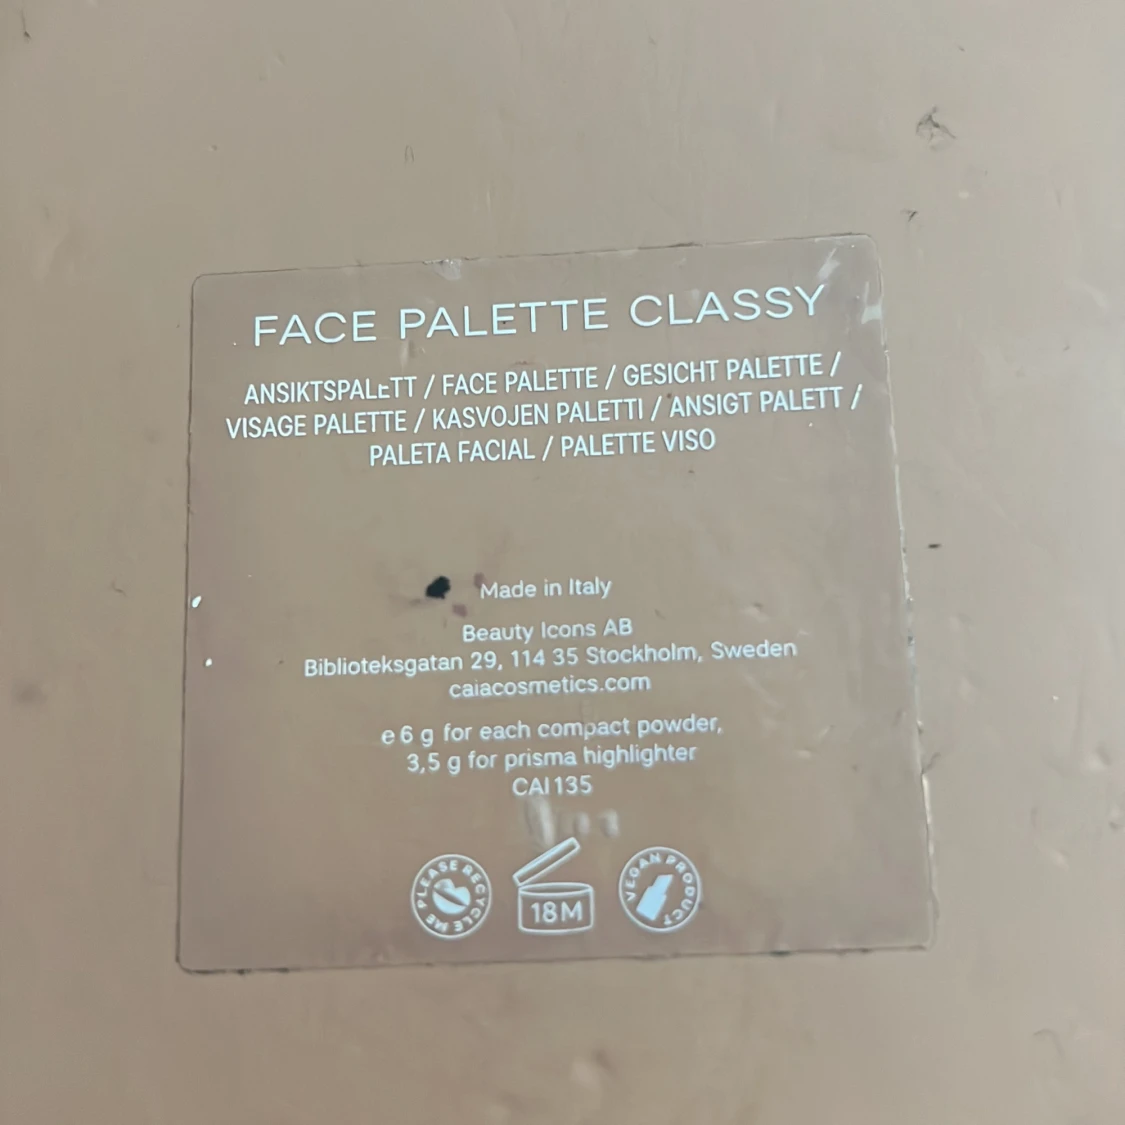 FACE PALETTE CLASSY
ANSIKTSPALETT / FACE PALETTE / GESICHT PALETTE /
VISAGE PALETTE / KASVOJEN PALETTI / ANSIGT PALETT /
PALETA FACIAL / PALETTE VISO
Made in Italy
Beauty Icons AB
Biblioteksgatan 29, 114 35 Stockholm, Sweden
caiacosmetics.com
e 6 g for each compact powder,
3,5 g for prisma highlighter
CAI135
PLEASE RECYCLE ME
18M
VEGAN PRODUCT